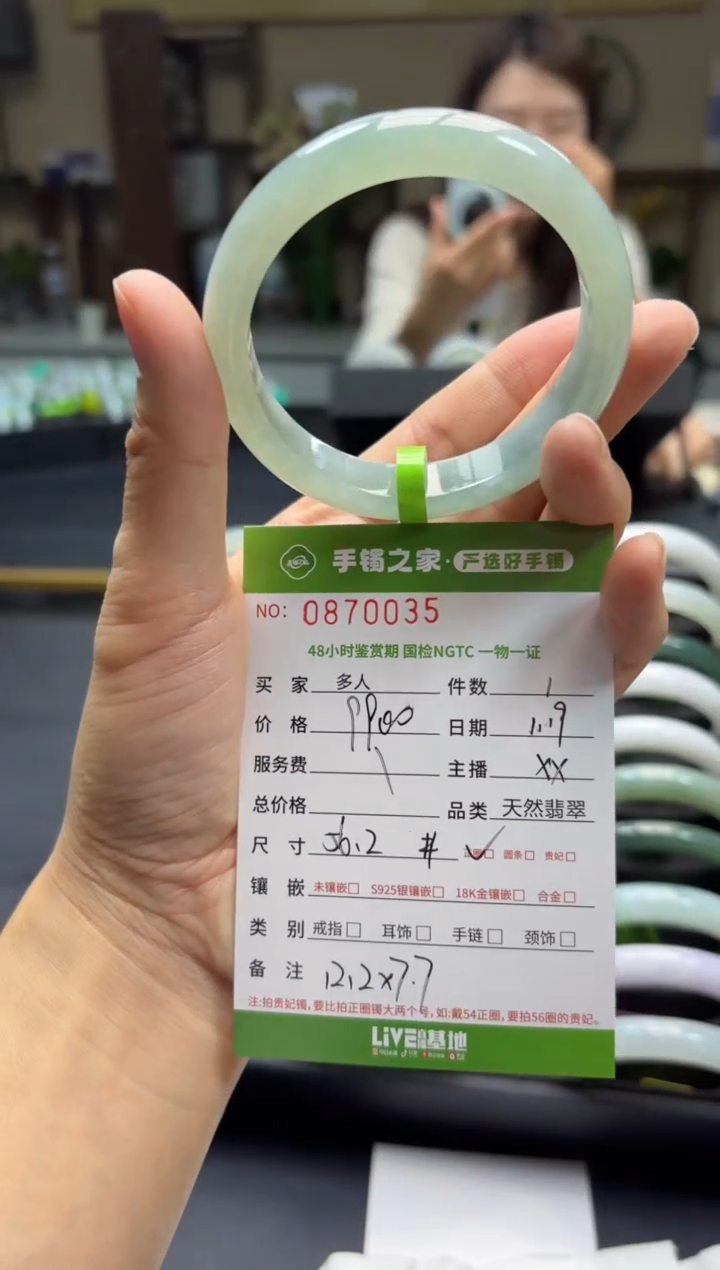 手镯之家·严选好手镯
NO: 0870035
48小时鉴赏期 国检NGTC 一物一证
买 家 多人 件数 1
价 格 9900 日期 1.19
服务费 \ 主播 XX
总价格 品类 天然翡翠
尺 寸 56.2 # ✓ 正圈□ 圆条□ 贵妃□
镶 嵌 未镶嵌□ S925银镶嵌□ 18K金镶嵌□ 合金□
类 别 戒指□ 耳饰□ 手链□ 颈饰□
备 注 12.2×7.7
注:拍贵妃镯,要比拍正圈镯大两个号,如:戴54正圈,要拍56圈的贵妃。
LiVE 基地